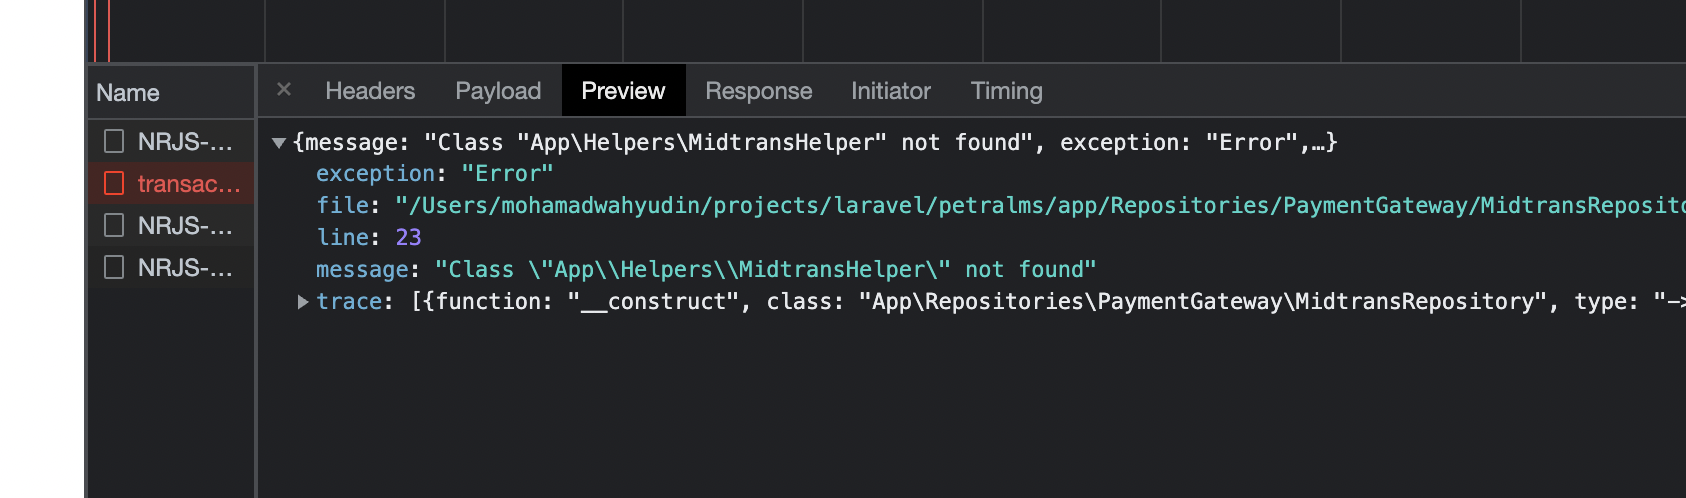 Name
× Headers Payload Preview Response Initiator Timing
NRJS-...
transac...
NRJS-...
NRJS-...
▼{message: "Class "App\Helpers\MidtransHelper" not found", exception: "Error",…}
exception: "Error"
file: "/Users/mohamadwahyudin/projects/laravel/petralms/app/Repositories/PaymentGateway/MidtransReposito
line: 23
message: "Class \"App\\Helpers\\MidtransHelper\" not found"
▶trace: [{function: "__construct", class: "App\Repositories\PaymentGateway\MidtransRepository", type: "->